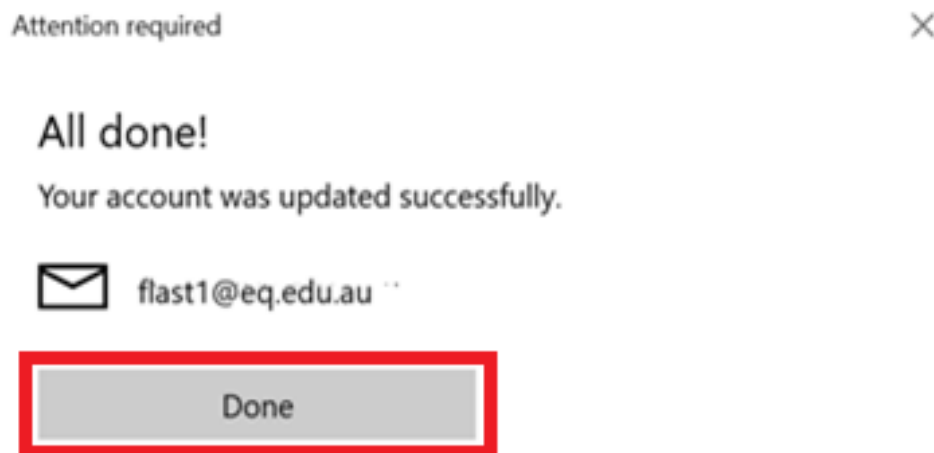 Attention required
All done!
Your account was updated successfully.
flast1@eq.edu.au
Done